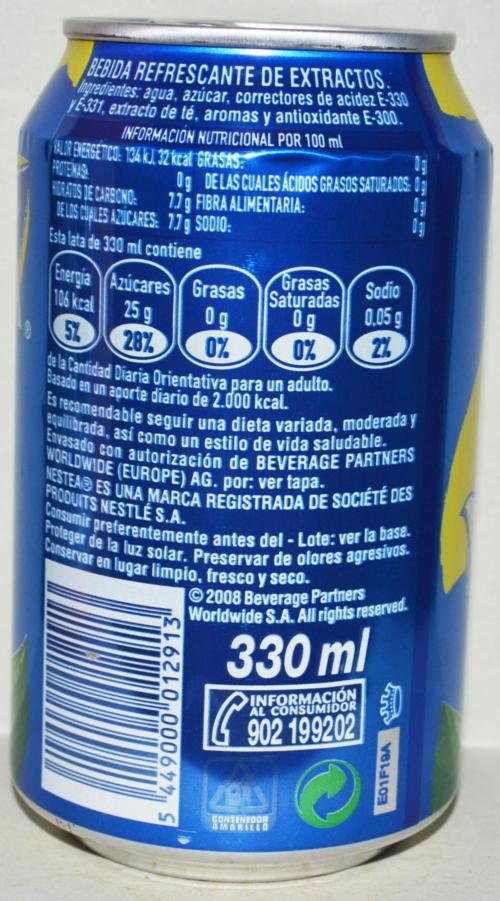 BEBIDA REFRESCANTE DE EXTRACTOS.
Ingredientes: agua, azúcar, correctores de acidez E-330
y E-331, extracto de té, aromas y antioxidante E-300.
INFORMACIÓN NUTRICIONAL POR 100 ml
VALOR ENERGÉTICO: 134 kJ, 32 kcal GRASAS: 0 g
PROTEÍNAS: 0 g DE LAS CUALES ÁCIDOS GRASOS SATURADOS: 0 g
HIDRATOS DE CARBONO: 7.7 g FIBRA ALIMENTARIA: 0 g
DE LOS CUALES AZÚCARES: 7.7 g SODIO: 0 g
Esta lata de 330 ml contiene
Energía Azúcares Grasas Grasas Saturadas Sodio
106 kcal 25 g 0 g 0 g 0,05 g
5% 28% 0% 0% 2%
de la Cantidad Diaria Orientativa para un adulto.
Basado en un aporte diario de 2.000 kcal.
Es recomendable seguir una dieta variada, moderada y
equilibrada, así como un estilo de vida saludable.
Envasado con autorización de BEVERAGE PARTNERS
WORLDWIDE (EUROPE) AG. por: ver tapa.
NESTEA® ES UNA MARCA REGISTRADA DE SOCIÉTÉ DES
PRODUITS NESTLÉ S.A.
Consumir preferentemente antes del - Lote: ver la base.
Proteger de la luz solar. Preservar de olores agresivos.
Conservar en lugar limpio, fresco y seco.
© 2008 Beverage Partners
Worldwide S.A. All rights reserved.
330 ml
INFORMACIÓN
AL CONSUMIDOR
902 199202
5 449000 012913
E01F19A
CONTENEDOR
AMARILLO
®